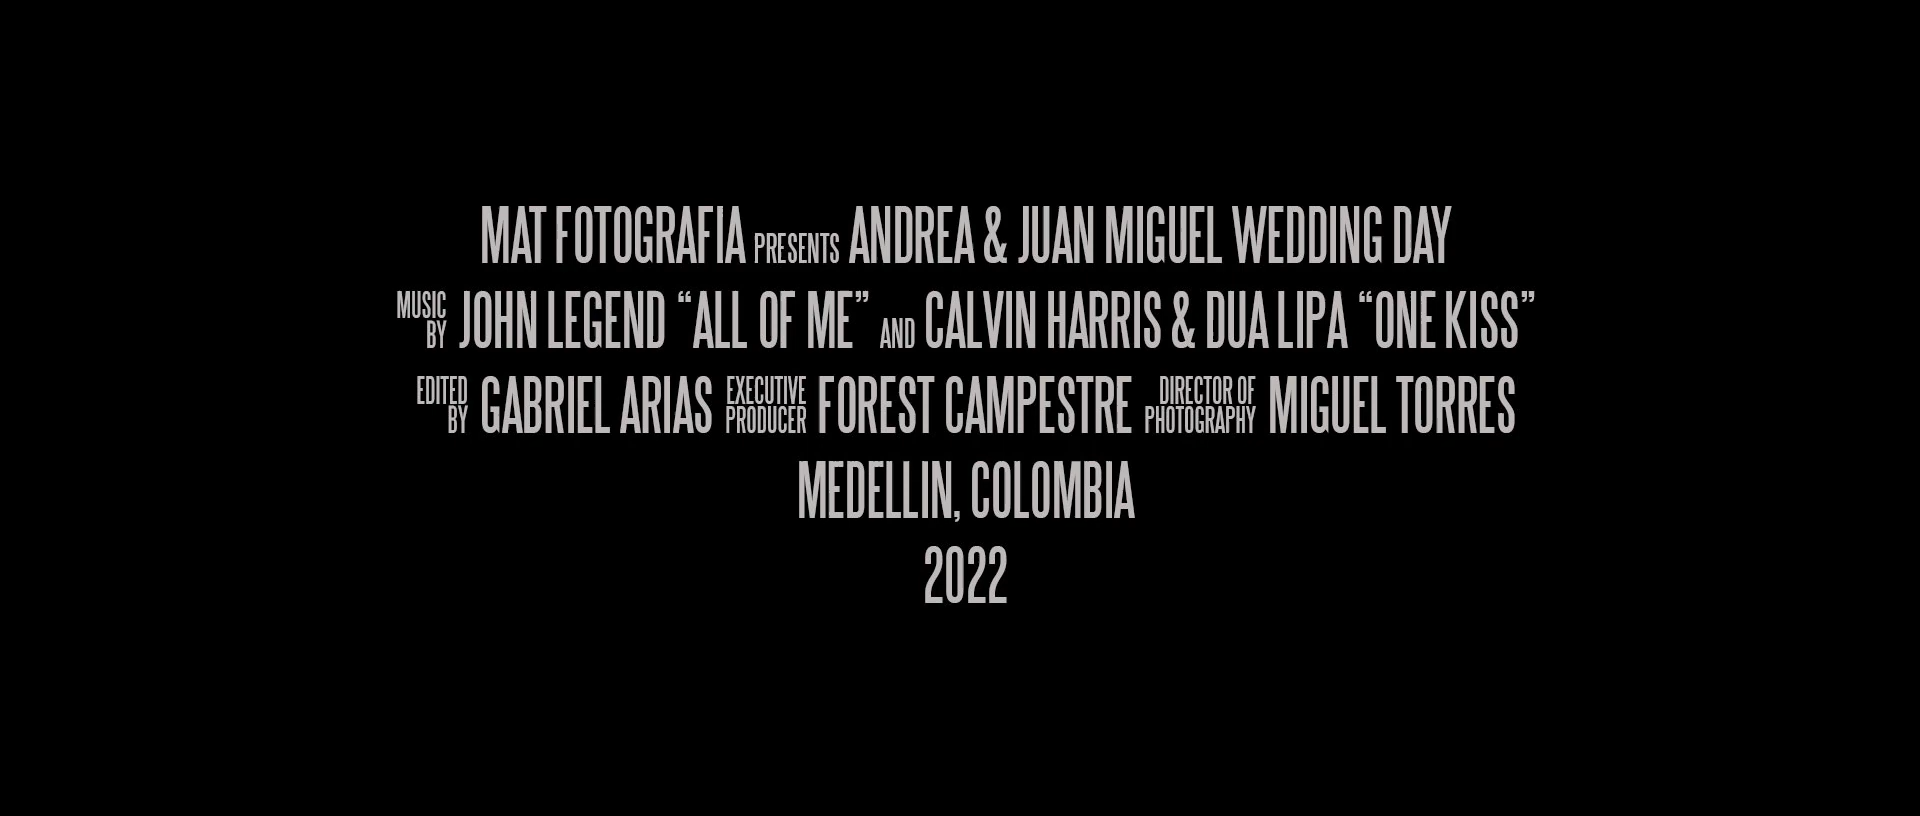 MAT FOTOGRAFIA PRESENTS ANDREA & JUAN MIGUEL WEDDING DAY
MUSIC BY JOHN LEGEND “ALL OF ME” AND CALVIN HARRIS & DUA LIPA “ONE KISS”
EDITED BY GABRIEL ARIAS EXECUTIVE PRODUCER FOREST CAMPESTRE DIRECTOR OF PHOTOGRAPHY MIGUEL TORRES
MEDELLIN, COLOMBIA
2022